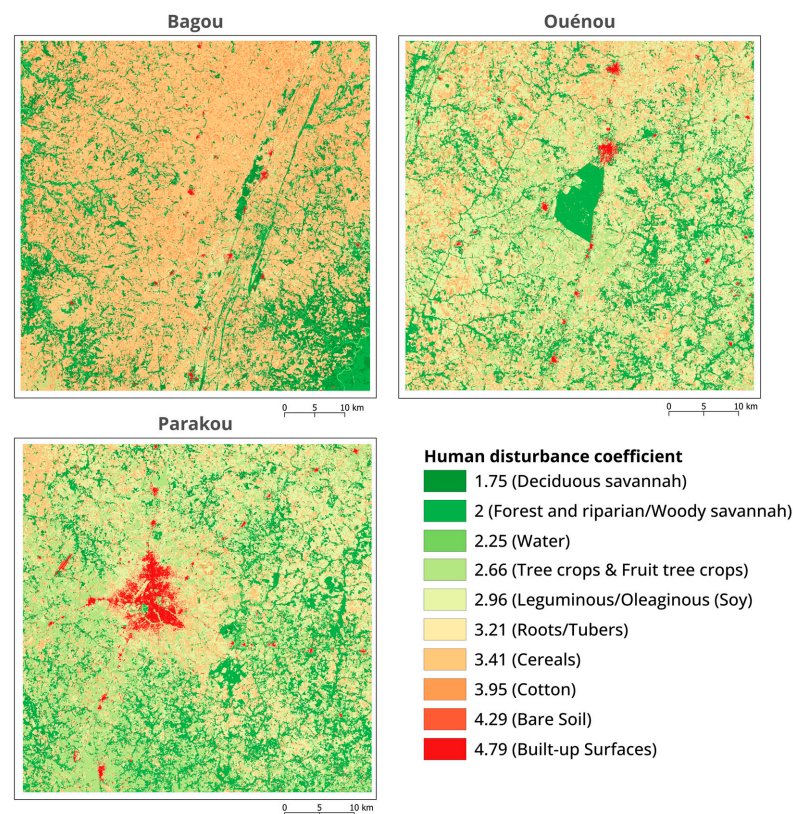 Bagou
Ouénou
0 5 10 km
0 5 10 km
Parakou
Human disturbance coefficient
1.75 (Deciduous savannah)
2 (Forest and riparian/Woody savannah)
2.25 (Water)
2.66 (Tree crops & Fruit tree crops)
2.96 (Leguminous/Oleaginous (Soy)
3.21 (Roots/Tubers)
3.41 (Cereals)
3.95 (Cotton)
4.29 (Bare Soil)
4.79 (Built-up Surfaces)
0 5 10 km